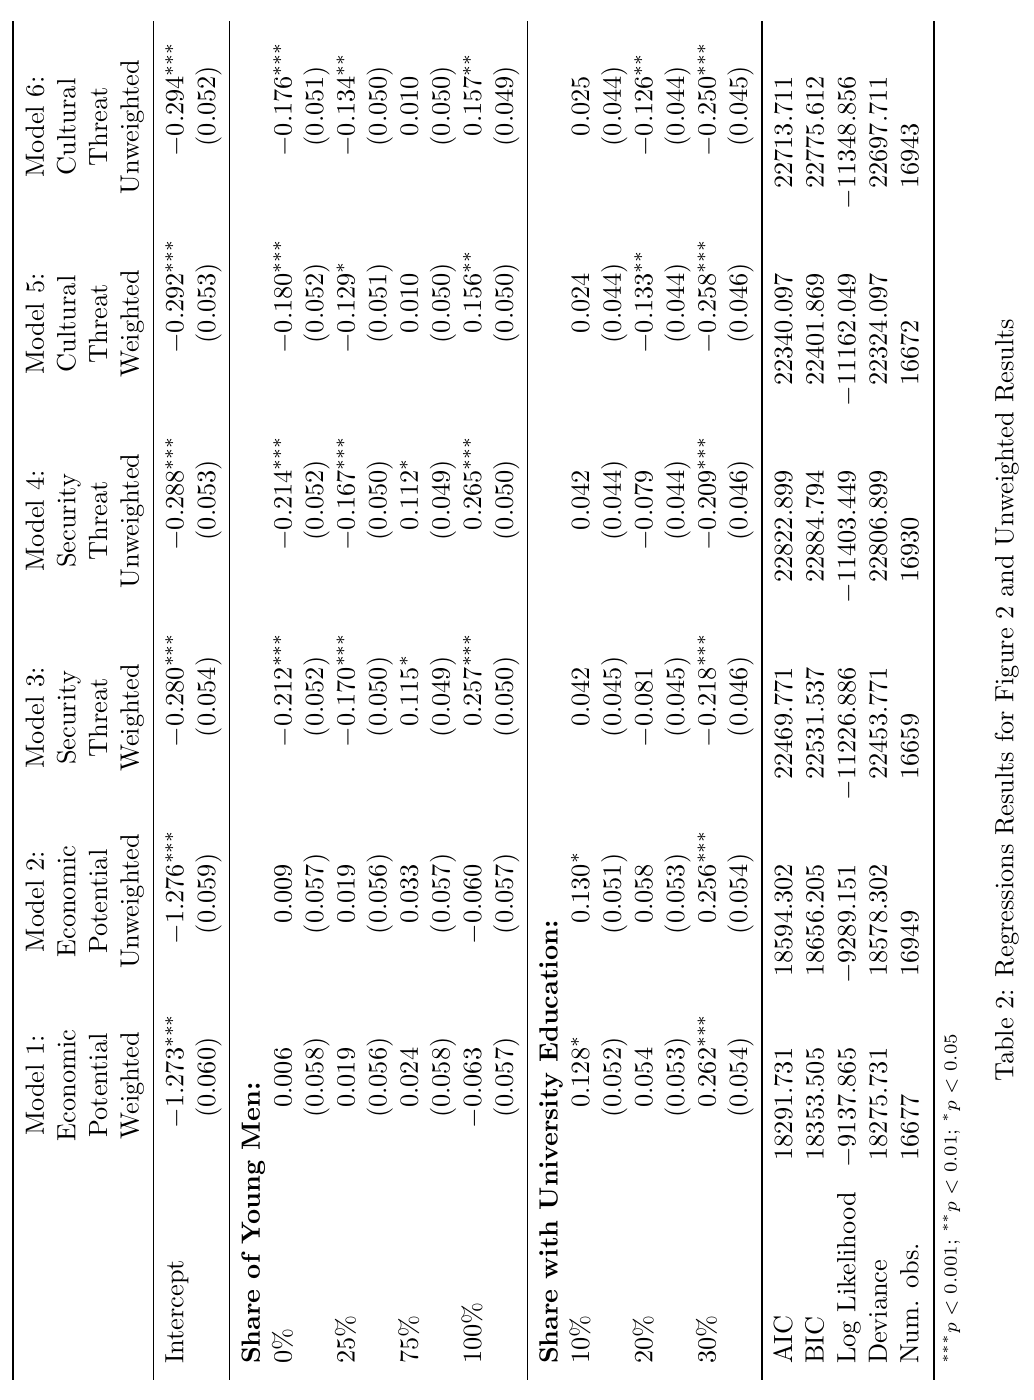 Model 1: Model 2: Model 3: Model 4: Model 5: Model 6:
Economic Economic Security Security Cultural Cultural
Potential Potential Threat Threat Threat Threat
Weighted Unweighted Weighted Unweighted Weighted Unweighted
Intercept −1.273*** −1.276*** −0.280*** −0.288*** −0.292*** −0.294***
(0.060) (0.059) (0.054) (0.053) (0.053) (0.052)
Share of Young Men:
0% 0.006 0.009 −0.212*** −0.214*** −0.180*** −0.176***
(0.058) (0.057) (0.052) (0.052) (0.052) (0.051)
25% 0.019 0.019 −0.170*** −0.167*** −0.129* −0.134**
(0.056) (0.056) (0.050) (0.050) (0.051) (0.050)
75% 0.024 0.033 0.115* 0.112* 0.010 0.010
(0.058) (0.057) (0.049) (0.049) (0.050) (0.050)
100% −0.063 −0.060 0.257*** 0.265*** 0.156** 0.157**
(0.057) (0.057) (0.050) (0.050) (0.050) (0.049)
Share with University Education:
10% 0.128* 0.130* 0.042 0.042 0.024 0.025
(0.052) (0.051) (0.045) (0.044) (0.044) (0.044)
20% 0.054 0.058 −0.081 −0.079 −0.133** −0.126**
(0.053) (0.053) (0.045) (0.044) (0.044) (0.044)
30% 0.262*** 0.256*** −0.218*** −0.209*** −0.258*** −0.250***
(0.054) (0.054) (0.046) (0.046) (0.046) (0.045)
AIC 18291.731 18594.302 22469.771 22822.899 22340.097 22713.711
BIC 18353.505 18656.205 22531.537 22884.794 22401.869 22775.612
Log Likelihood −9137.865 −9289.151 −11226.886 −11403.449 −11162.049 −11348.856
Deviance 18275.731 18578.302 22453.771 22806.899 22324.097 22697.711
Num. obs. 16677 16949 16659 16930 16672 16943
***p < 0.001; **p < 0.01; *p < 0.05
Table 2: Regressions Results for Figure 2 and Unweighted Results